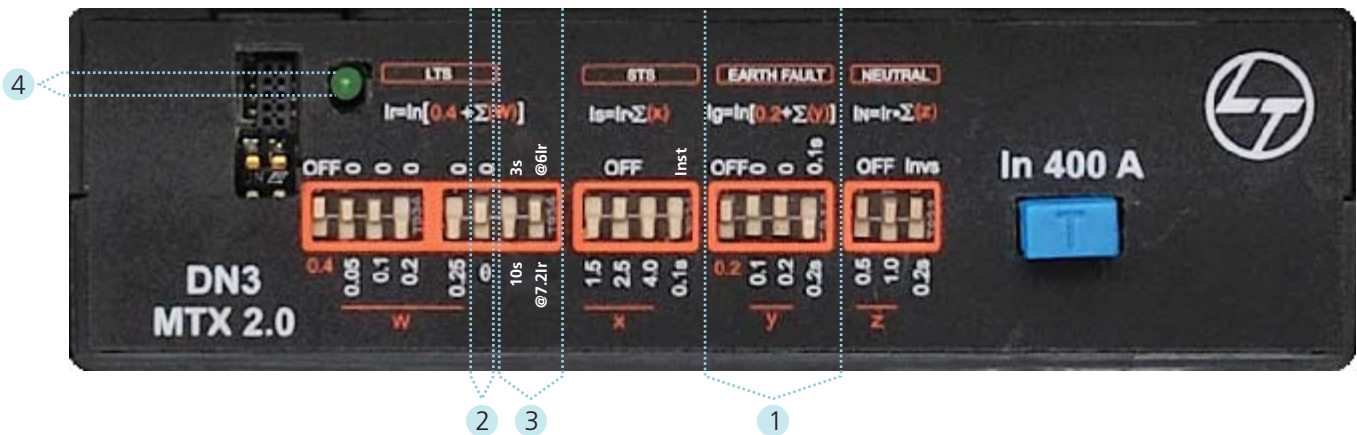 4
LTS STS EARTH FAULT NEUTRAL
Ir=In[0.4+Σ(W)] Is=Ir*Σ(x) Ig=In[0.2+Σ(y)] IN=Ir*Σ(z)
OFF 0 0 0 0 0 3s @6Ir OFF Inst OFF 0 0 0.1s OFF Invs
In 400 A
T
0.4 0.05 0.1 0.2 0.25 0 10s @7.2Ir 1.5 2.5 4.0 0.1s 0.2 0.1 0.2 0.2s 0.5 1.0 0.2s
W x y z
DN3
MTX 2.0
2 3 1